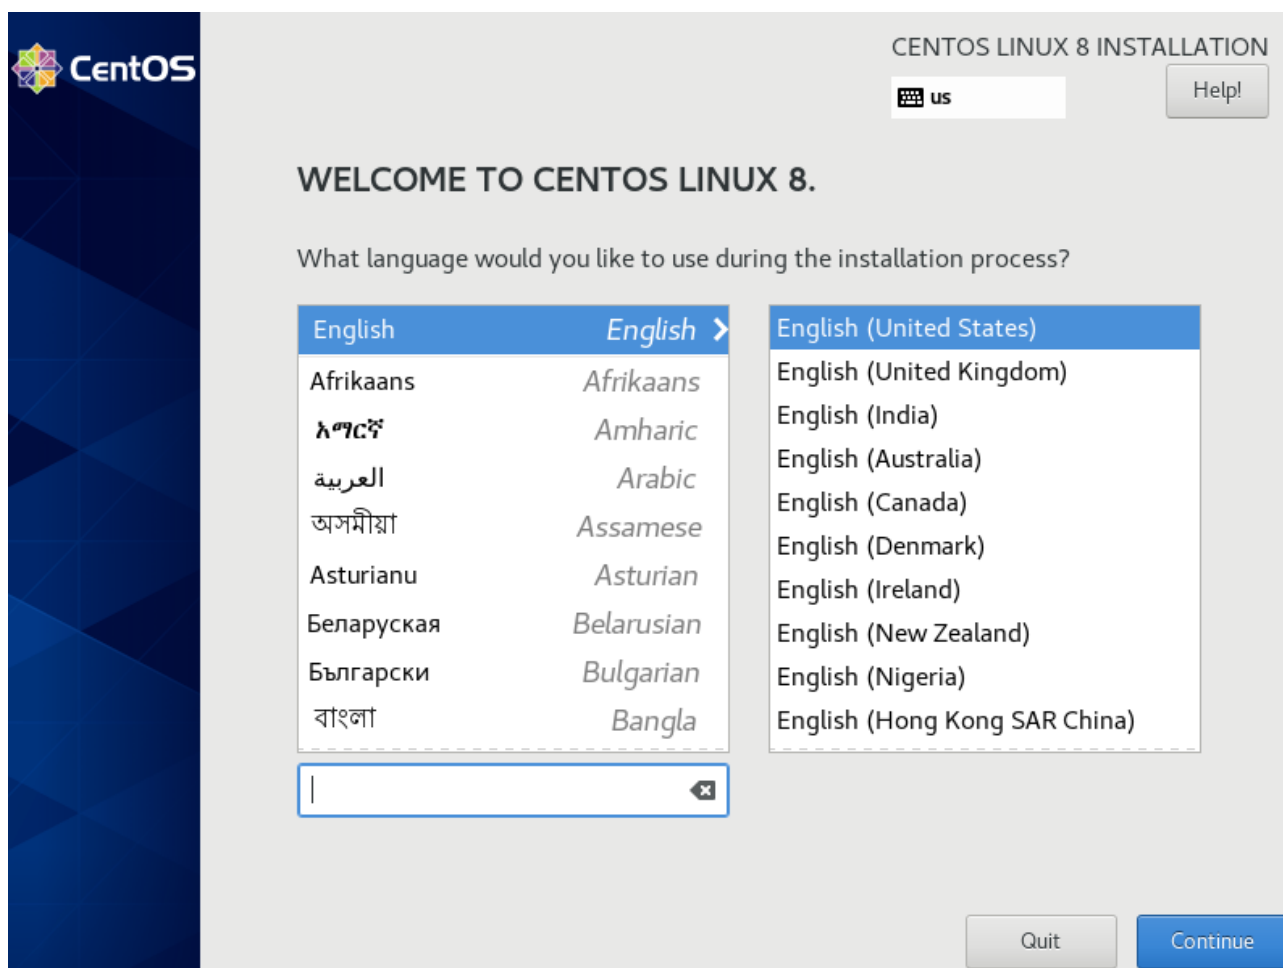 CentOS
CENTOS LINUX 8 INSTALLATION
us
Help!
WELCOME TO CENTOS LINUX 8.
What language would you like to use during the installation process?
English English
Afrikaans Afrikaans
አማርኛ Amharic
العربية Arabic
অসমীয়া Assamese
Asturianu Asturian
Беларуская Belarusian
Български Bulgarian
বাংলা Bangla
English (United States)
English (United Kingdom)
English (India)
English (Australia)
English (Canada)
English (Denmark)
English (Ireland)
English (New Zealand)
English (Nigeria)
English (Hong Kong SAR China)
Quit
Continue